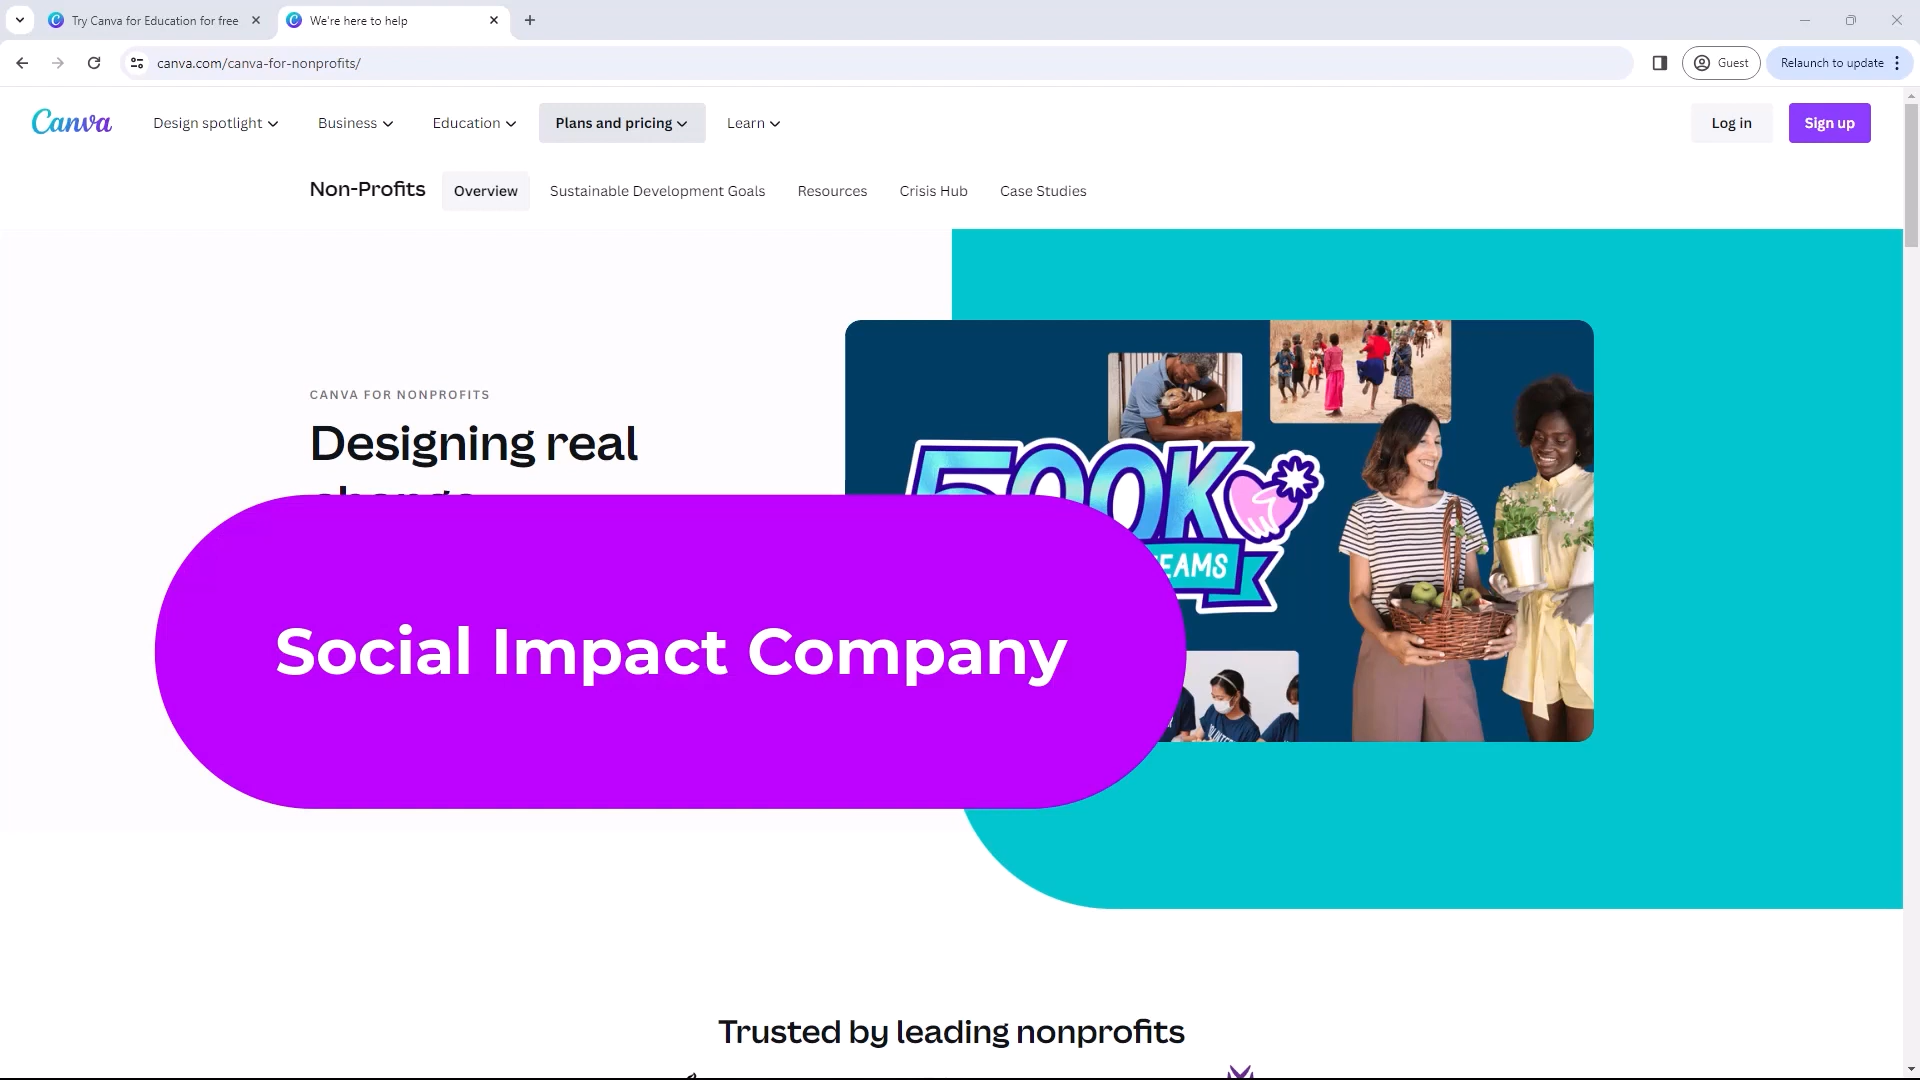 Try Canva for Education for free
We're here to help
canva.com/canva-for-nonprofits/
Guest
Relaunch to update
Canva
Design spotlight
Business
Education
Plans and pricing
Learn
Log in
Sign up
Non-Profits
Overview
Sustainable Development Goals
Resources
Crisis Hub
Case Studies
CANVA FOR NONPROFITS
Designing real
500K
Social Impact Company
Trusted by leading nonprofits